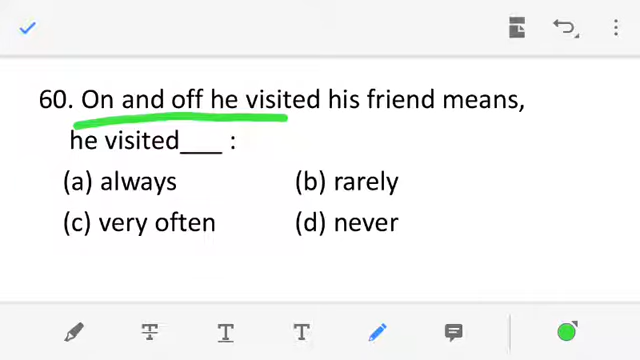 60. On and off he visited his friend means,
he visited___ :
(a) always (b) rarely
(c) very often (d) never